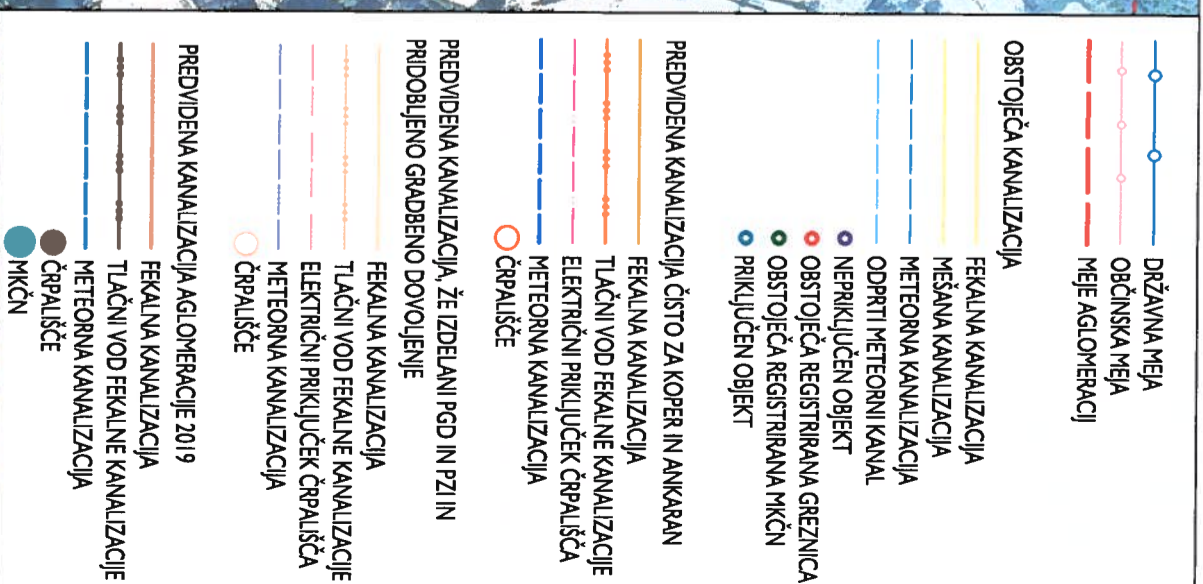 DRŽAVNA MEJA
OBČINSKA MEJA
MEJE AGLOMERACIJ
OBSTOJEČA KANALIZACIJA
FEKALNA KANALIZACIJA
MEŠANA KANALIZACIJA
METEORNA KANALIZACIJA
ODPRTI METEORNI KANAL
NEPRIKLJUČEN OBJEKT
OBSTOJEČA REGISTRIRANA GREZNICA
OBSTOJEČA REGISTRIRANA MKČN
PRIKLJUČEN OBJEKT
PREDVIDENA KANALIZACIJA ČISTO ZA KOPER IN ANKARAN
FEKALNA KANALIZACIJA
TLAČNI VOD FEKALNE KANALIZACIJE
ELEKTRIČNI PRIKLJUČEK ČRPALIŠČA
METEORNA KANALIZACIJA
ČRPALIŠČE
PREDVIDENA KANALIZACIJA, ŽE IZDELANI PGD IN PZI IN
PRIDOBLJENO GRADBENO DOVOLJENJE
FEKALNA KANALIZACIJA
TLAČNI VOD FEKALNE KANALIZACIJE
ELEKTRIČNI PRIKLJUČEK ČRPALIŠČA
METEORNA KANALIZACIJA
ČRPALIŠČE
PREDVIDENA KANALIZACIJA AGLOMERACIJE 2019
FEKALNA KANALIZACIJA
TLAČNI VOD FEKALNE KANALIZACIJE
METEORNA KANALIZACIJA
ČRPALIŠČE
MKČN